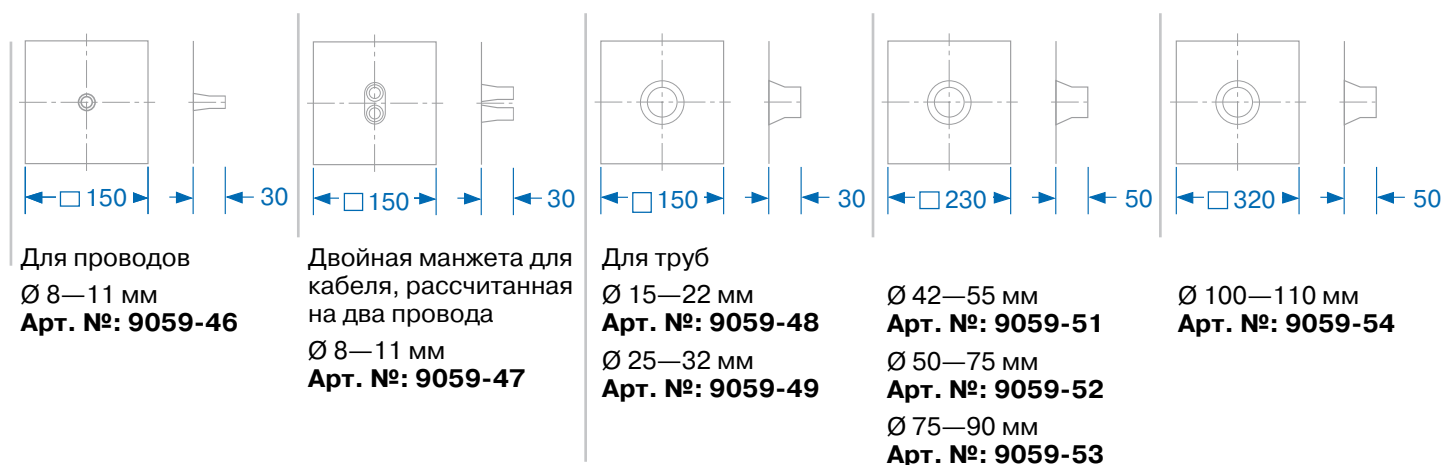 □ 150
30
□ 150
30
□ 150
30
□ 230
50
□ 320
50
Для проводов
Ø 8—11 мм
Арт. №: 9059-46
Двойная манжета для
кабеля, рассчитанная
на два провода
Ø 8—11 мм
Арт. №: 9059-47
Для труб
Ø 15—22 мм
Арт. №: 9059-48
Ø 25—32 мм
Арт. №: 9059-49
Ø 42—55 мм
Арт. №: 9059-51
Ø 50—75 мм
Арт. №: 9059-52
Ø 75—90 мм
Арт. №: 9059-53
Ø 100—110 мм
Арт. №: 9059-54